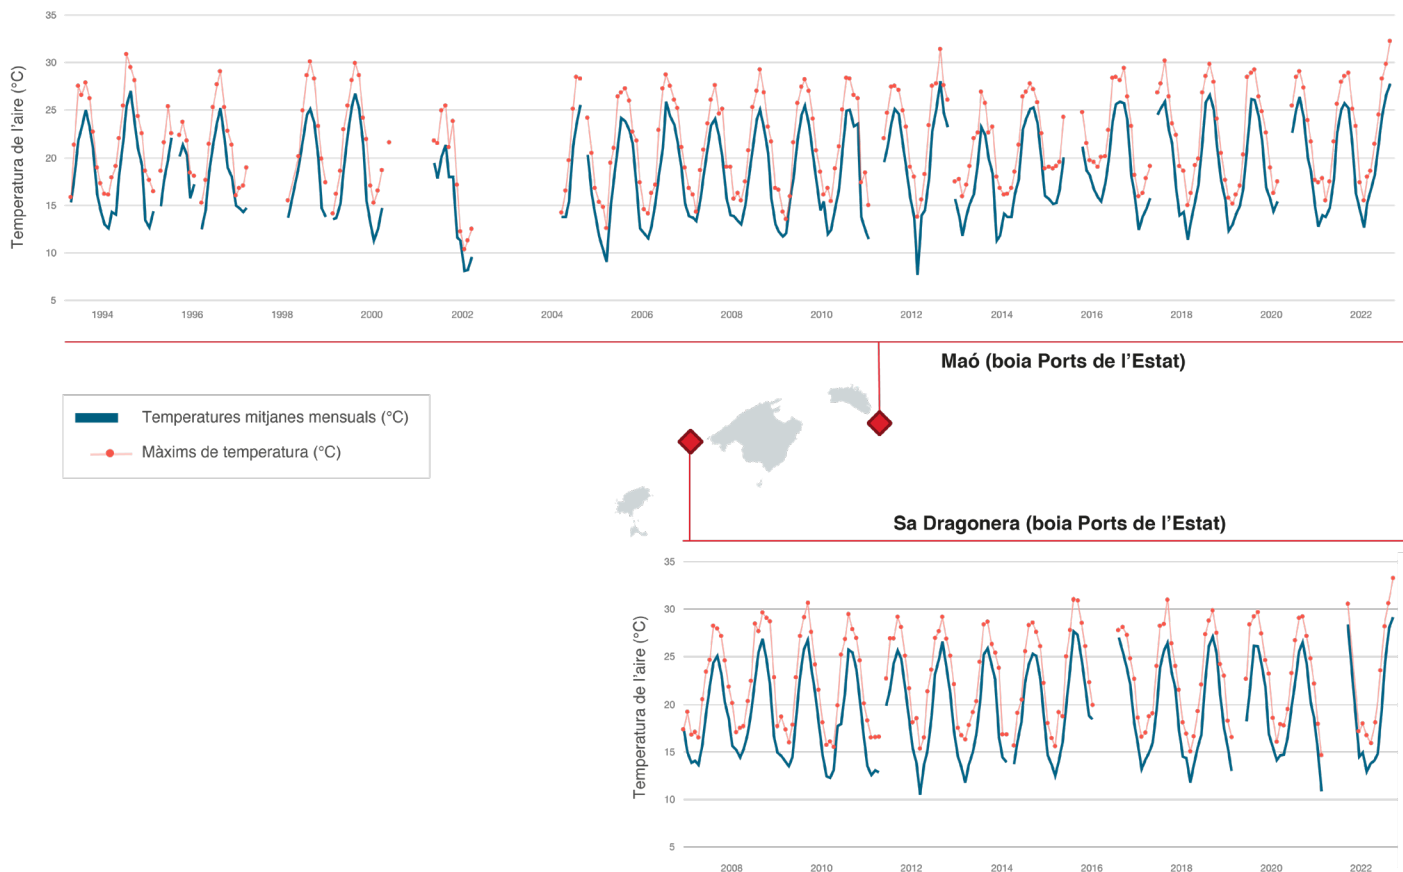 Temperatura de l'aire (°C)
35
30
25
20
15
10
5
1994 1996 1998 2000 2002 2004 2006 2008 2010 2012 2014 2016 2018 2020 2022
Maó (boia Ports de l'Estat)
Temperatures mitjanes mensuals (°C)
Màxims de temperatura (°C)
Sa Dragonera (boia Ports de l'Estat)
Temperatura de l'aire (°C)
35
30
25
20
15
10
5
2008 2010 2012 2014 2016 2018 2020 2022